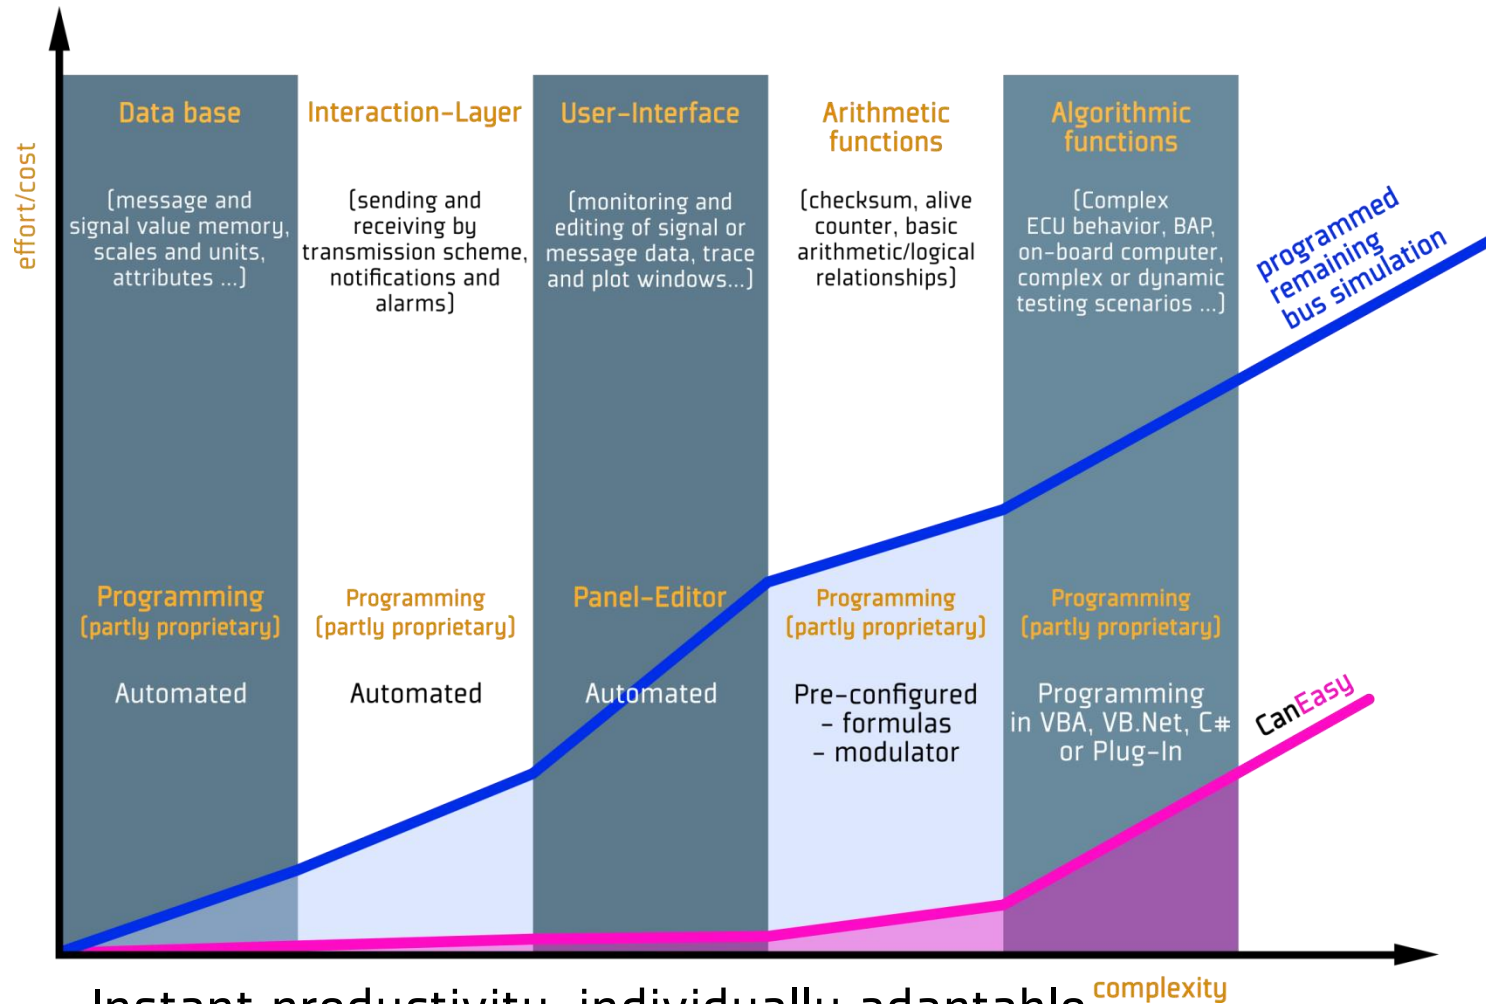 effort/cost
Data base
[message and
signal value memory,
scales and units,
attributes ...]
Programming
[partly proprietary]
Automated
Interaction-Layer
[sending and
receiving by
transmission scheme,
notifications and
alarms]
Programming
[partly proprietary]
Automated
User-Interface
[monitoring and
editing of signal or
message data, trace
and plot windows...]
Panel-Editor
Automated
Arithmetic
functions
[checksum, alive
counter, basic
arithmetic/logical
relationships]
Programming
[partly proprietary]
Pre-configured
- formulas
- modulator
Algorithmic
functions
[Complex
ECU behavior, BAP,
on-board computer,
complex or dynamic
testing scenarios ...]
Programming
[partly proprietary]
Programming
in VBA, VB.Net, C#
or Plug-In
programmed
remaining
bus simulation
CanEasy
complexity
Instant productivity, individually adaptable